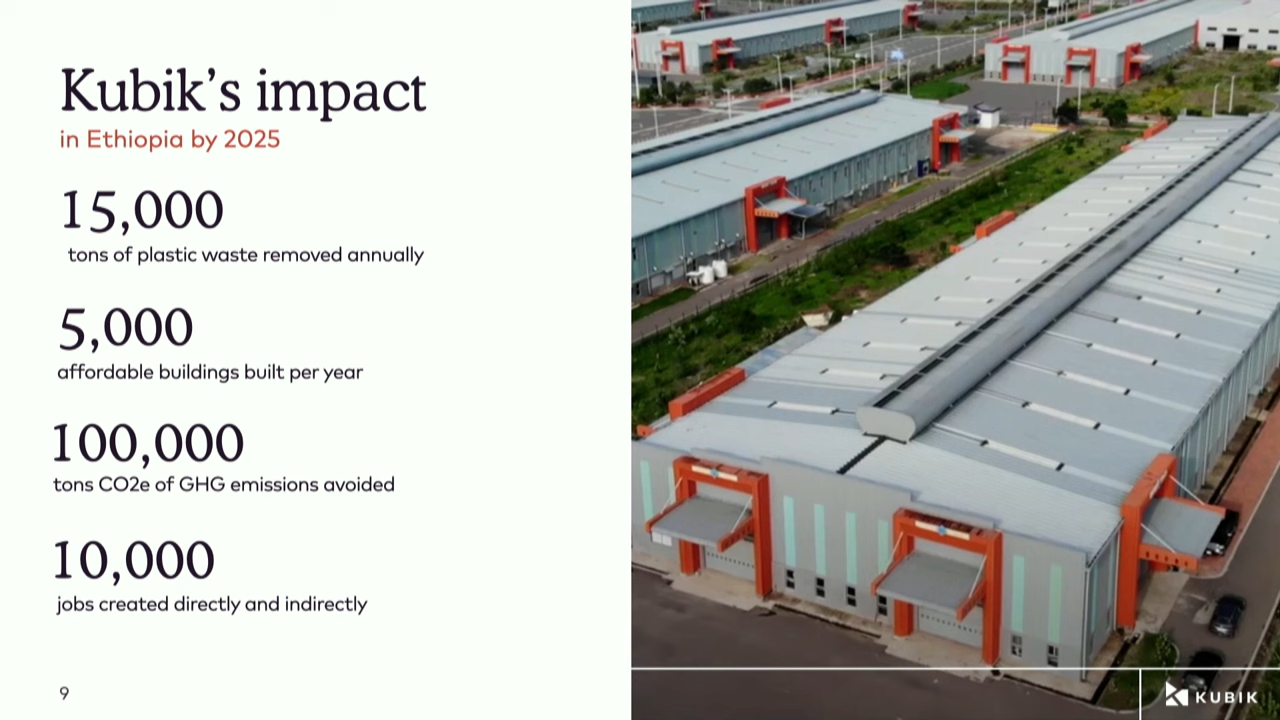 Kubik's impact
in Ethiopia by 2025
15,000
tons of plastic waste removed annually
5,000
affordable buildings built per year
100,000
tons CO2e of GHG emissions avoided
10,000
jobs created directly and indirectly
9
KUBIK